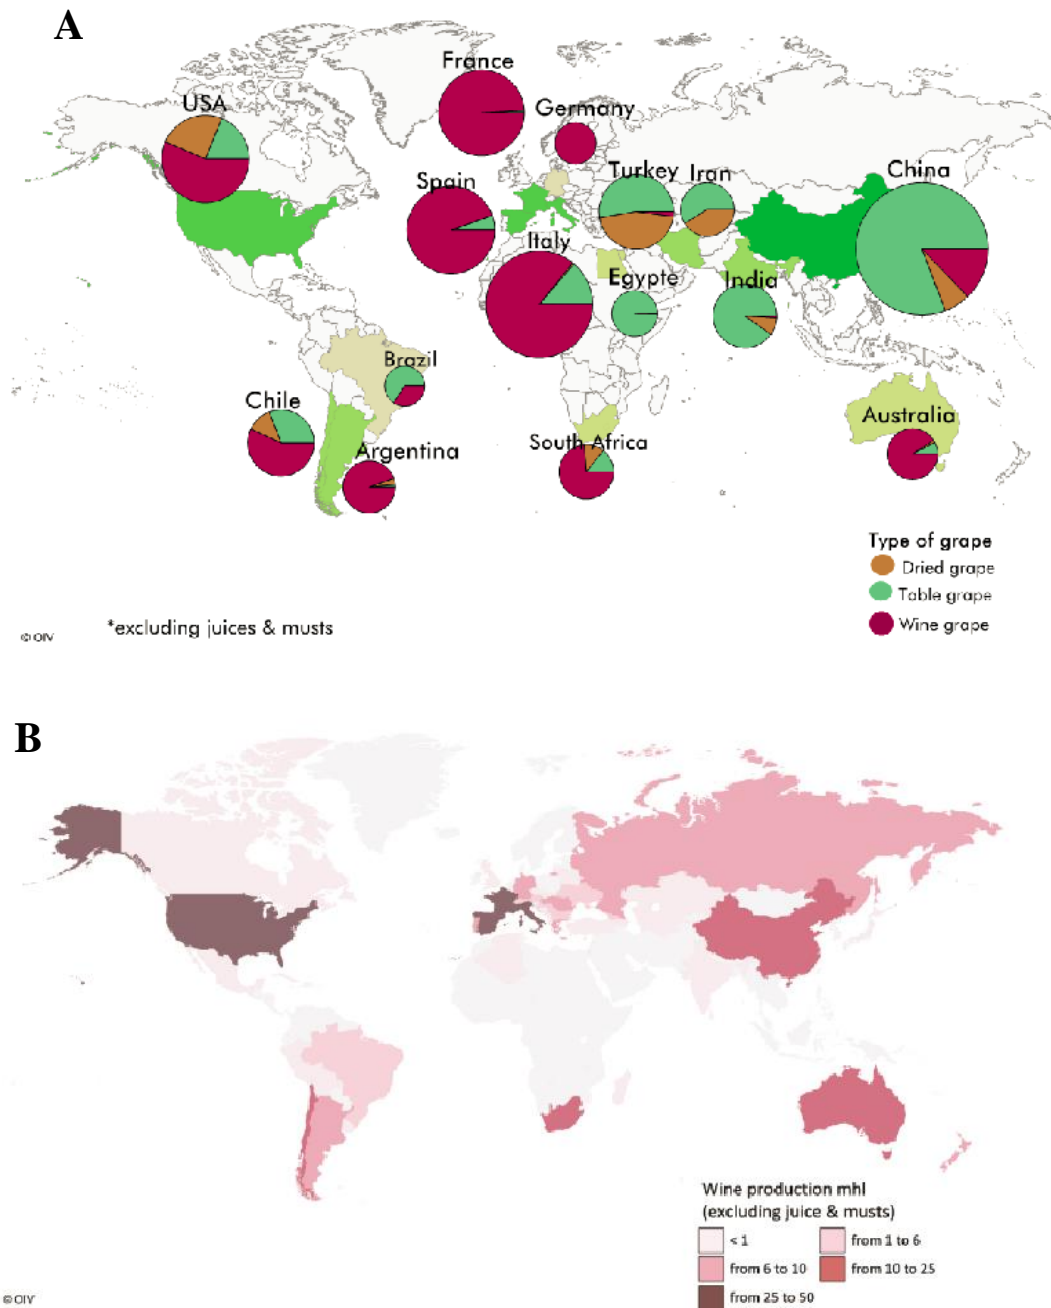 A
France
USA
Germany
Turkey
Iran
China
Spain
Italy
Egypte
India
Brazil
Chile
Argentina
South Africa
Australia
Type of grape
Dried grape
Table grape
Wine grape
*excluding juices & musts
© OIV
B
Wine production mhl
(excluding juice & musts)
< 1
from 1 to 6
from 6 to 10
from 10 to 25
from 25 to 50
© OIV